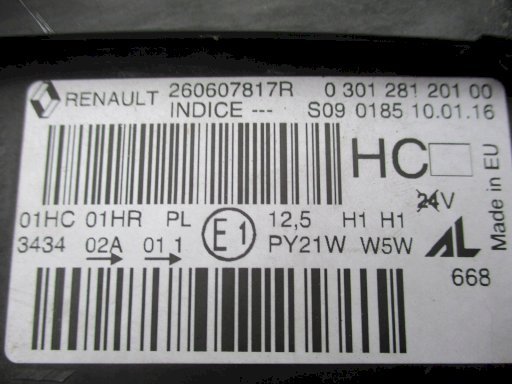 RENAULT 260607817R 0 301 281 201 00
INDICE --- S09 0185 10.01.16
HC
24V
Made in EU
01HC 01HR PL E1 12,5 H1 H1
3434 02A 01 1 PY21W W5W AL
668